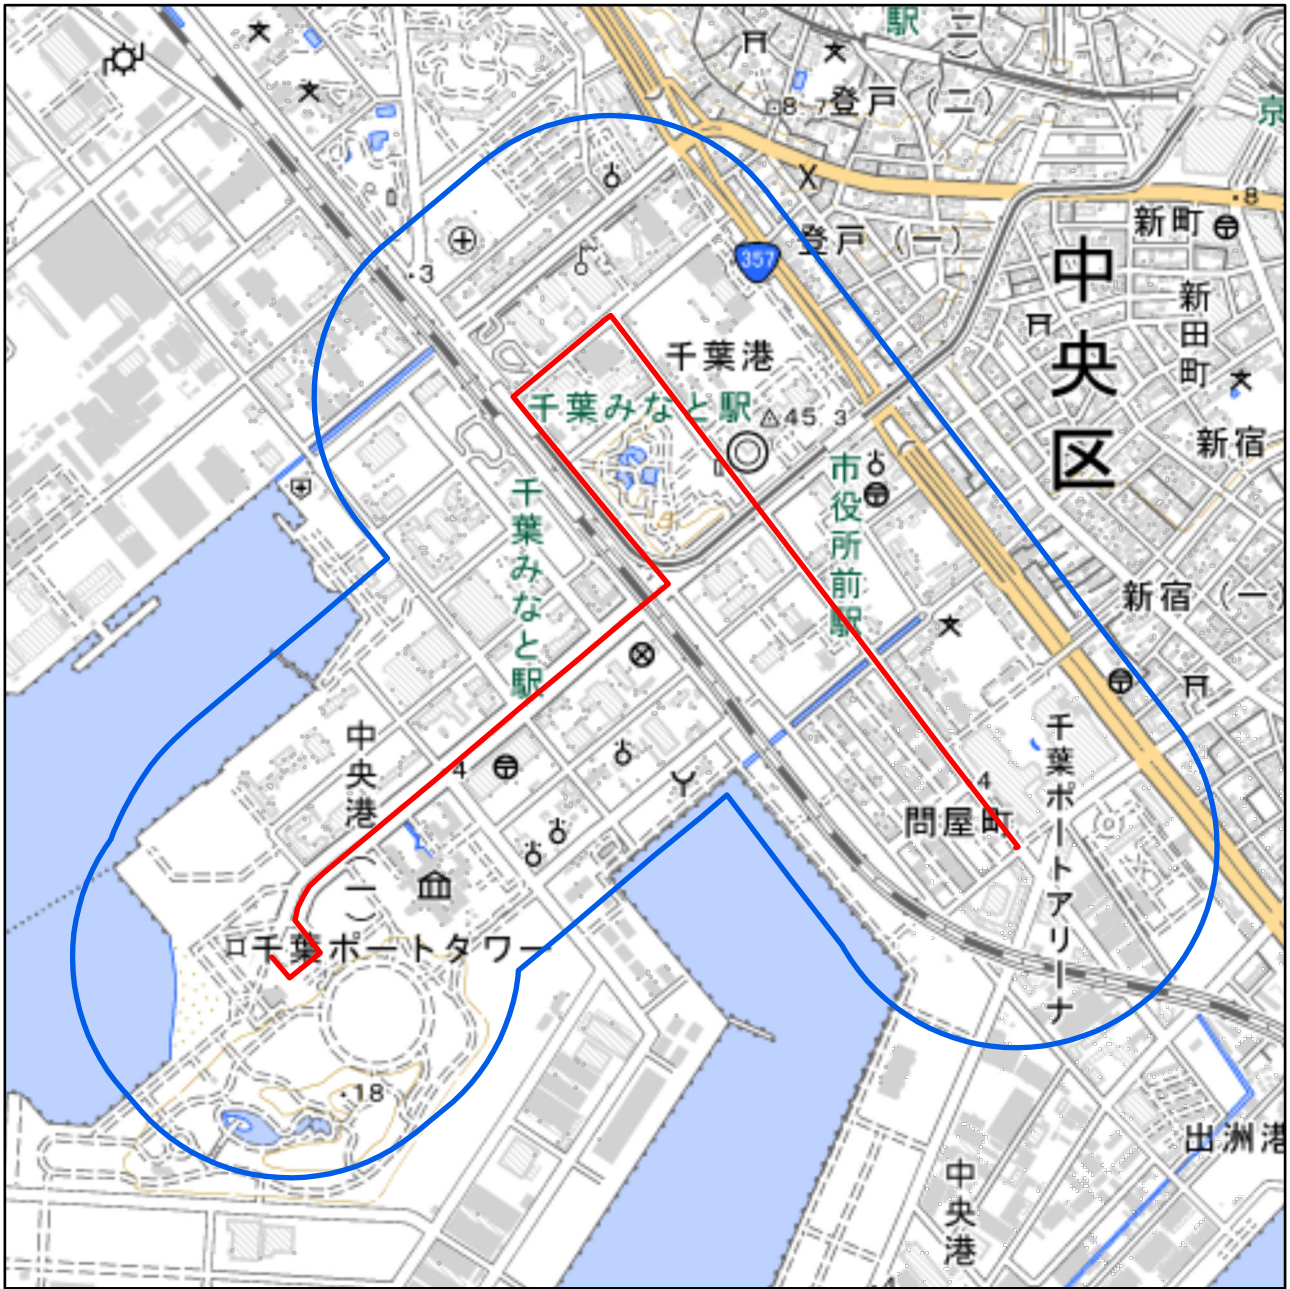 駅
三
登戸 (二)
8-7
京
8
新町
登戸 (一)
357
3
中央区
新田町
千葉港
千葉みなと駅
45
3
新宿
市役所前駅
千葉みなと駅
新宿 (一)
中央港 (一)
4
4
問屋町
千葉ポートアリーナ
千葉ポートタワー
18
出洲港
中央港